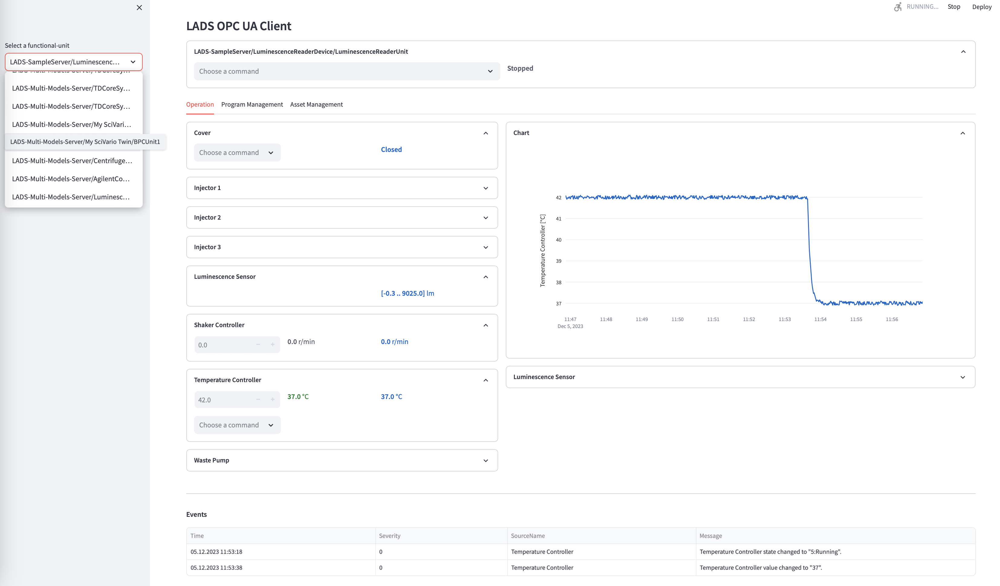 RUNNING...
Stop
Deploy
LADS OPC UA Client
Select a functional-unit
LADS-SampleServer/Luminescenc...
LADS-Multi-Models-Server/TDCoreSy...
LADS-Multi-Models-Server/TDCoreSy...
LADS-Multi-Models-Server/TDCoreSy...
LADS-Multi-Models-Server/My SciVari...
LADS-Multi-Models-Server/My SciVario Twin/BPCUnit1
LADS-Multi-Models-Server/Centrifuge...
LADS-Multi-Models-Server/AgilentCo...
LADS-Multi-Models-Server/Luminesc...
LADS-SampleServer/LuminescenceReaderDevice/LuminescenceReaderUnit
Choose a command
Stopped
Operation
Program Management
Asset Management
Cover
Choose a command
Closed
Injector 1
Injector 2
Injector 3
Luminescence Sensor
[-0.3 .. 9025.0] lm
Shaker Controller
0.0
0.0 r/min
0.0 r/min
Temperature Controller
42.0
37.0 °C
37.0 °C
Choose a command
Waste Pump
Chart
Temperature Controller [°C]
42
41
40
39
38
37
11:47
Dec 5, 2023
11:48
11:49
11:50
11:51
11:52
11:53
11:54
11:55
11:56
Luminescence Sensor
Events
Time Severity SourceName Message
05.12.2023 11:53:18 0 Temperature Controller Temperature Controller state changed to "5:Running".
05.12.2023 11:53:38 0 Temperature Controller Temperature Controller value changed to "37".